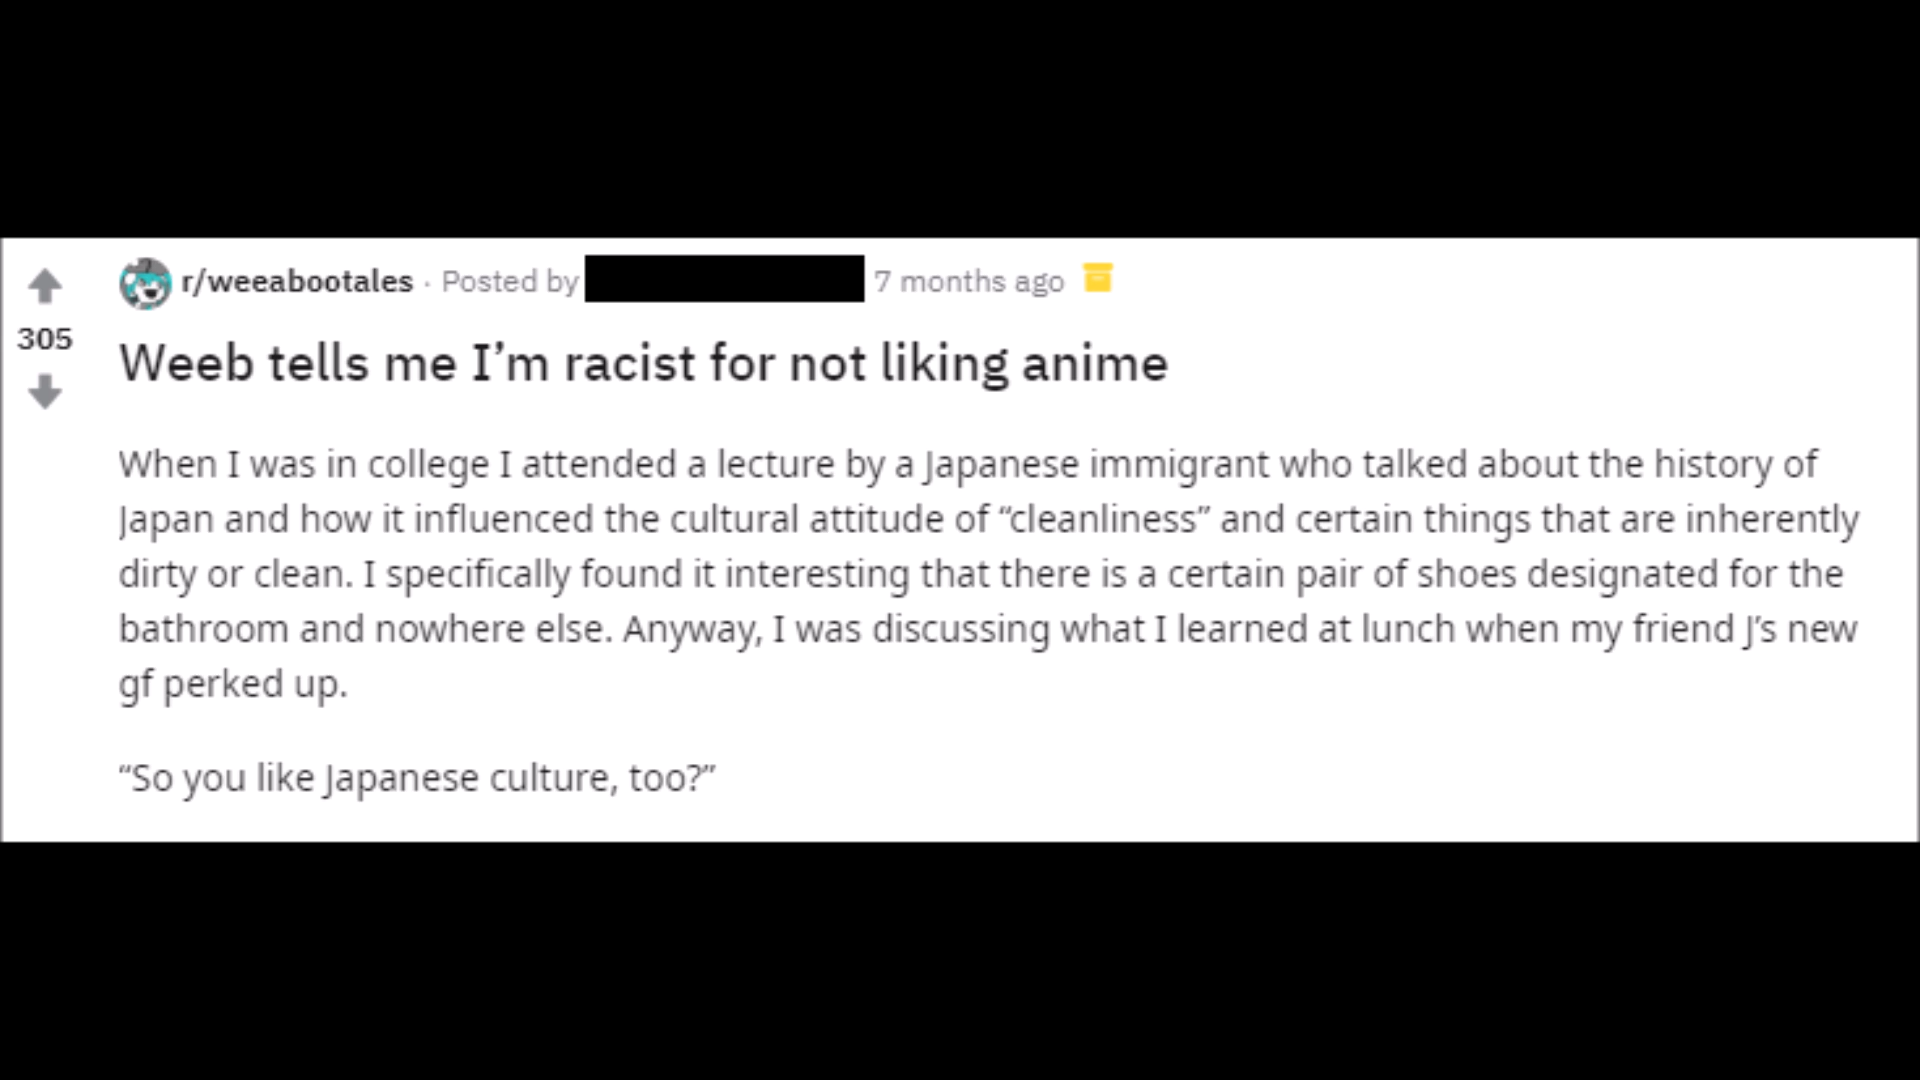 r/weeabootales · Posted by 7 months ago
305
Weeb tells me I’m racist for not liking anime
When I was in college I attended a lecture by a Japanese immigrant who talked about the history of
Japan and how it influenced the cultural attitude of “cleanliness” and certain things that are inherently
dirty or clean. I specifically found it interesting that there is a certain pair of shoes designated for the
bathroom and nowhere else. Anyway, I was discussing what I learned at lunch when my friend J’s new
gf perked up.
“So you like Japanese culture, too?”